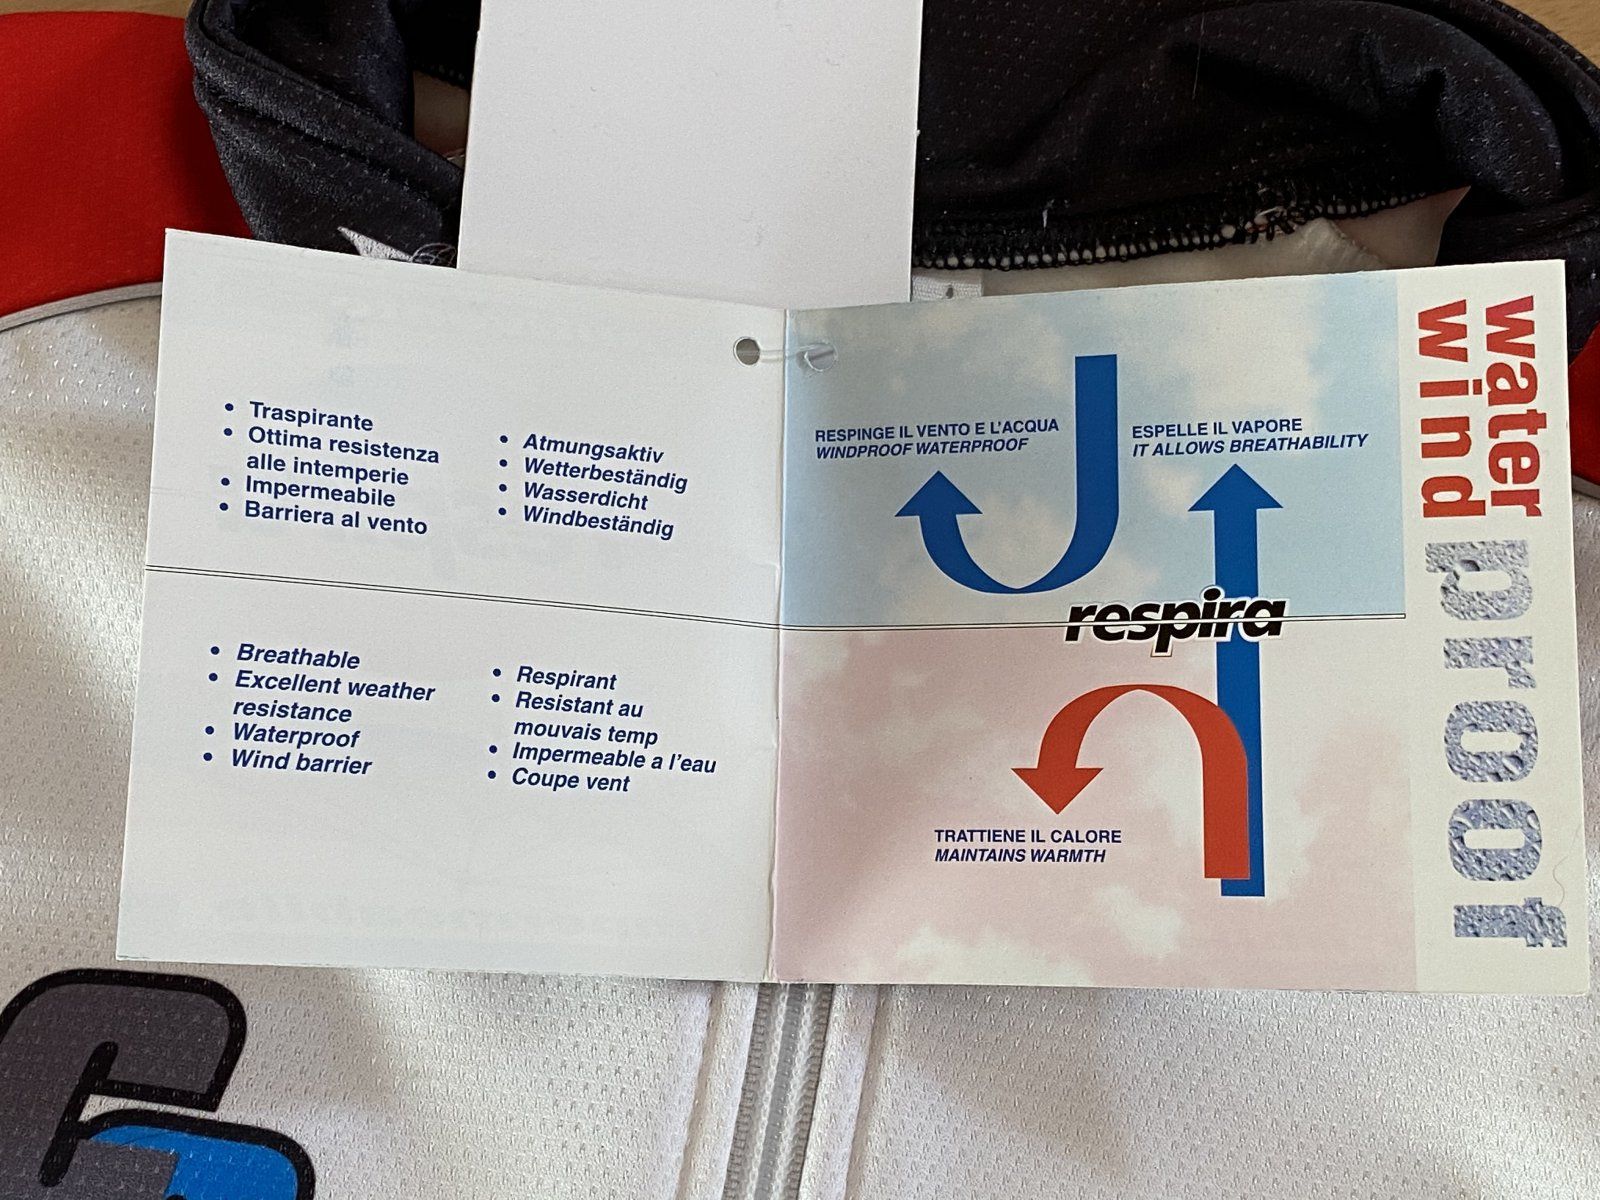 • Traspirante
• Ottima resistenza
alle intemperie
• Impermeabile
• Barriera al vento
• Atmungsaktiv
• Wetterbeständig
• Wasserdicht
• Windbeständig
• Breathable
• Excellent weather
resistance
• Waterproof
• Wind barrier
• Respirant
• Resistant au
mouvais temp
• Impermeable a l'eau
• Coupe vent
RESPINGE IL VENTO E L'ACQUA
WINDPROOF WATERPROOF
ESPELLE IL VAPORE
IT ALLOWS BREATHABILITY
respira
TRATTIENE IL CALORE
MAINTAINS WARMTH
water
wind
proof